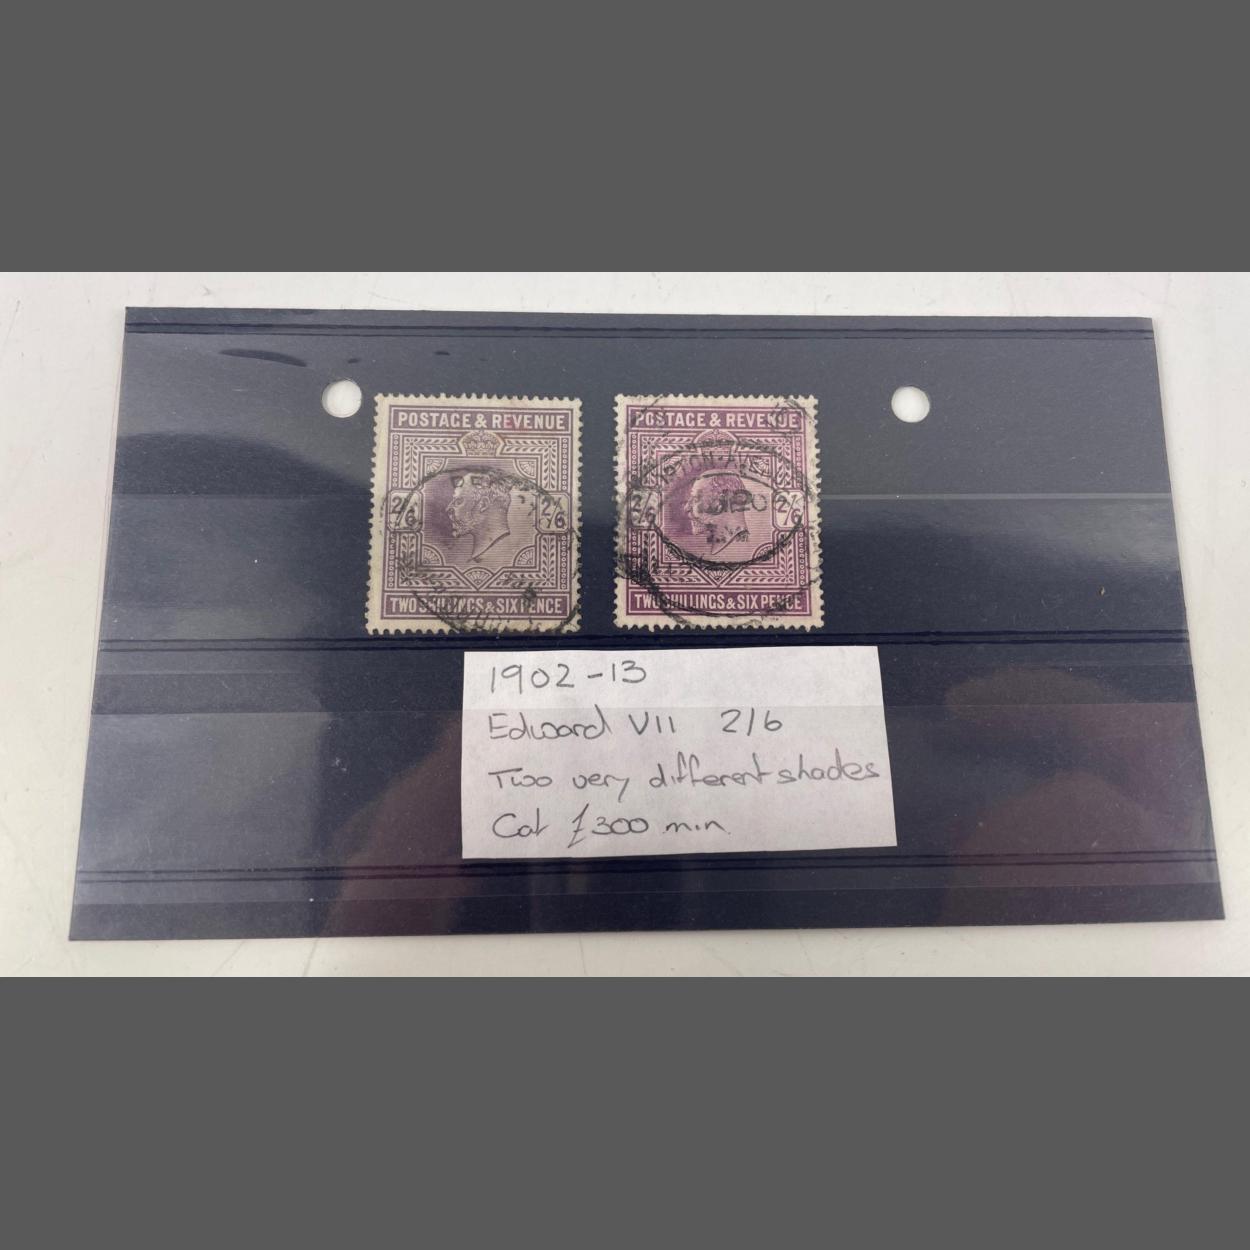 POSTAGE & REVENUE
2/6 2/6
TWO SHILLINGS & SIX PENCE
POSTAGE & REVENUE
2/6 2/6
TWO SHILLINGS & SIX PENCE
1902-13
Edward VII 2/6
Two very different shades
Cat £300 min